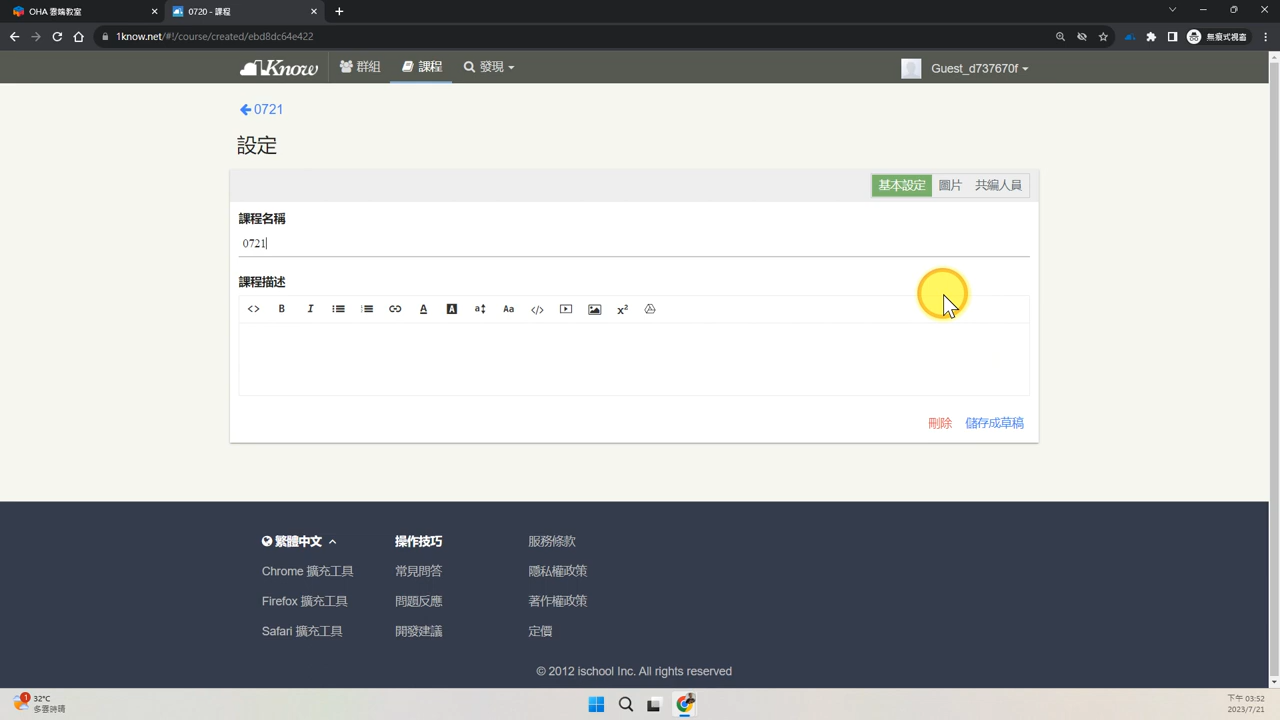 OHA 雲端教室
0720 - 課程
1know.net/#!/course/created/ebd8dc64e422
無痕式視窗
1Know
群組
課程
發現
Guest_d737670f
0721
設定
基本設定
圖片
共編人員
課程名稱
0721
課程描述
刪除
儲存成草稿
繁體中文
操作技巧
服務條款
Chrome 擴充工具
常見問答
隱私權政策
Firefox 擴充工具
問題反應
著作權政策
Safari 擴充工具
開發建議
定價
© 2012 ischool Inc. All rights reserved
1
32°C
多雲時晴
下午 03:52
2023/7/21